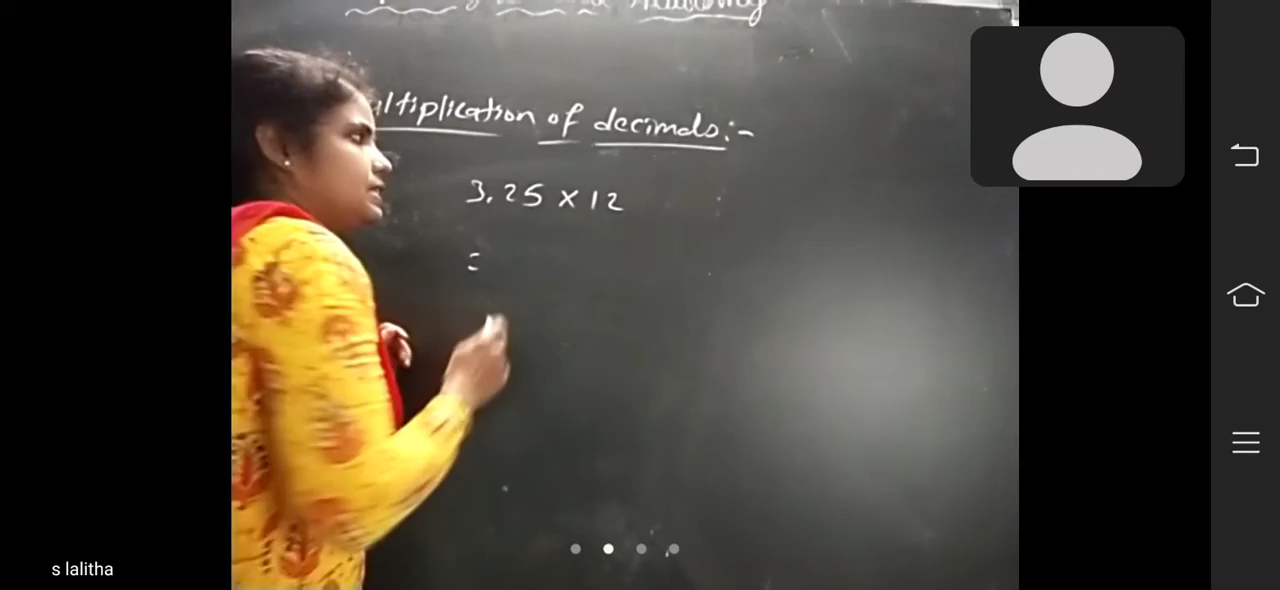 ltiplication of decimals:-
3.25 × 12
=
s lalitha